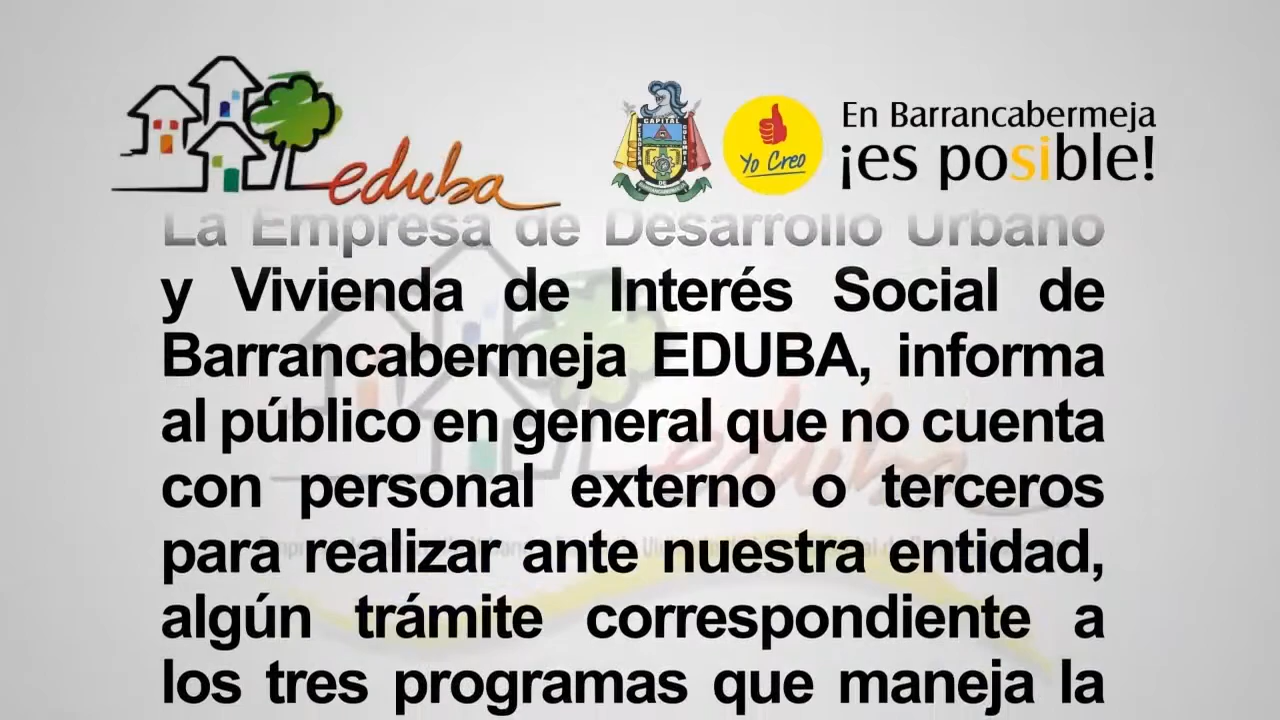 eduba
CAPITAL
Yo Creo
En Barrancabermeja
¡es posible!
La Empresa de Desarrollo Urbano
y Vivienda de Interés Social de
Barrancabermeja EDUBA, informa
al público en general que no cuenta
con personal externo o terceros
para realizar ante nuestra entidad,
algún trámite correspondiente a
los tres programas que maneja la
eduba